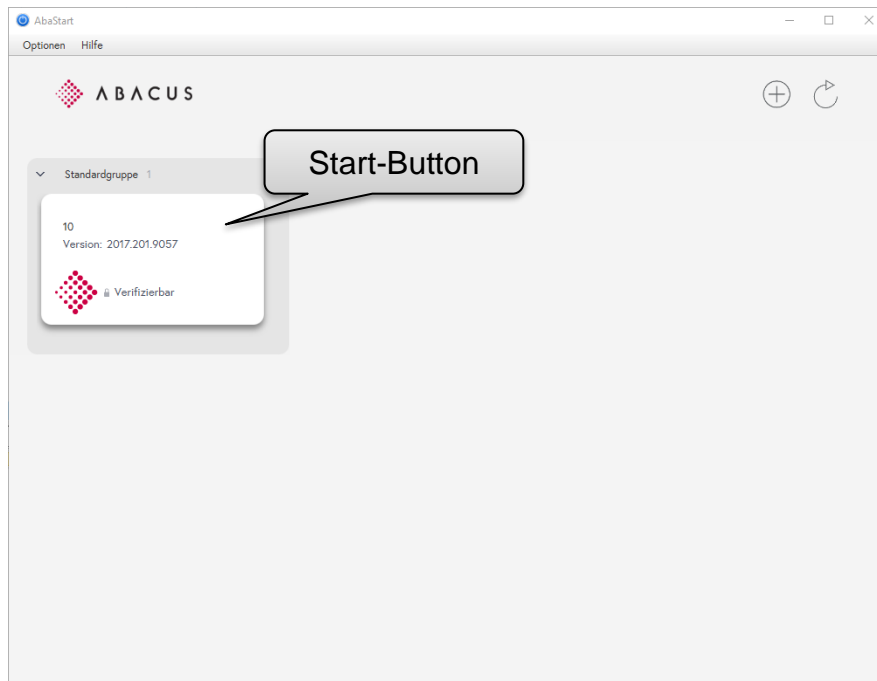 AbaStart
Optionen Hilfe
ABACUS
Start-Button
Standardgruppe 1
10
Version: 2017.201.9057
Verifizierbar